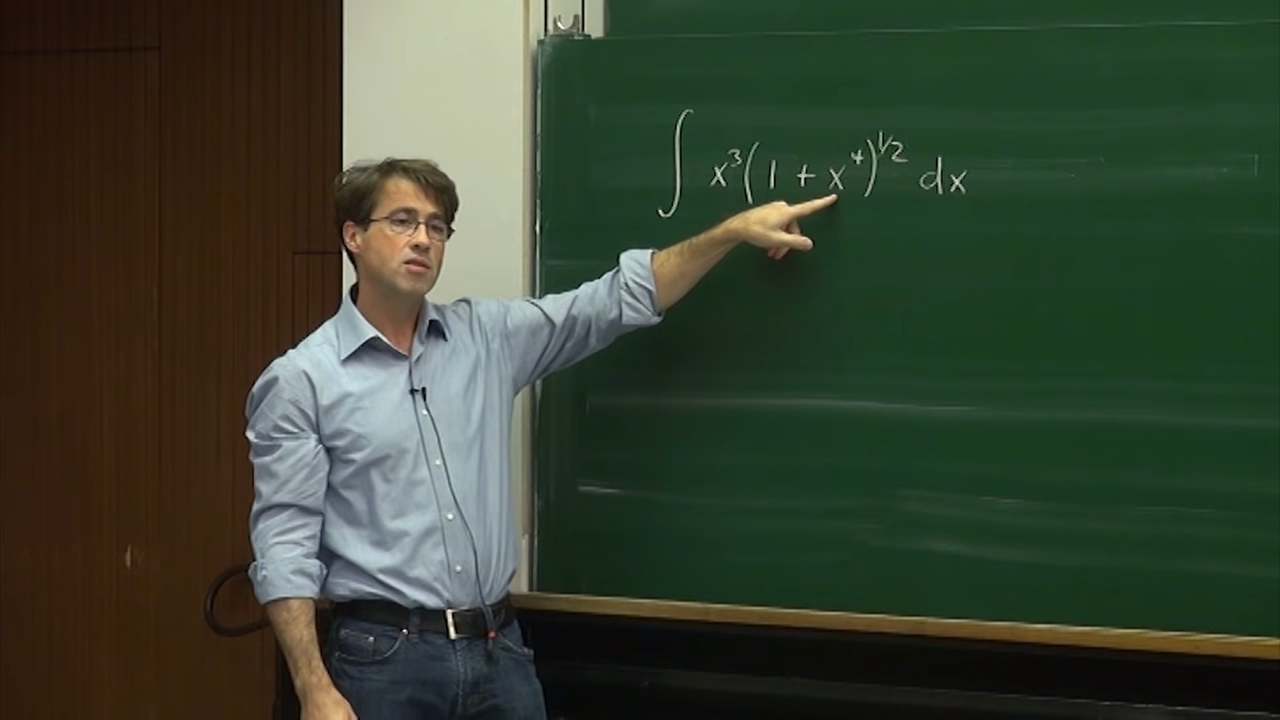 ∫ x³(1 + x⁴)^{1/2} dx